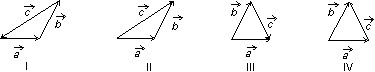 c⃗ b⃗ a⃗ I
c⃗ b⃗ a⃗ II
b⃗ c⃗ a⃗ III
b⃗ c⃗ a⃗ IV